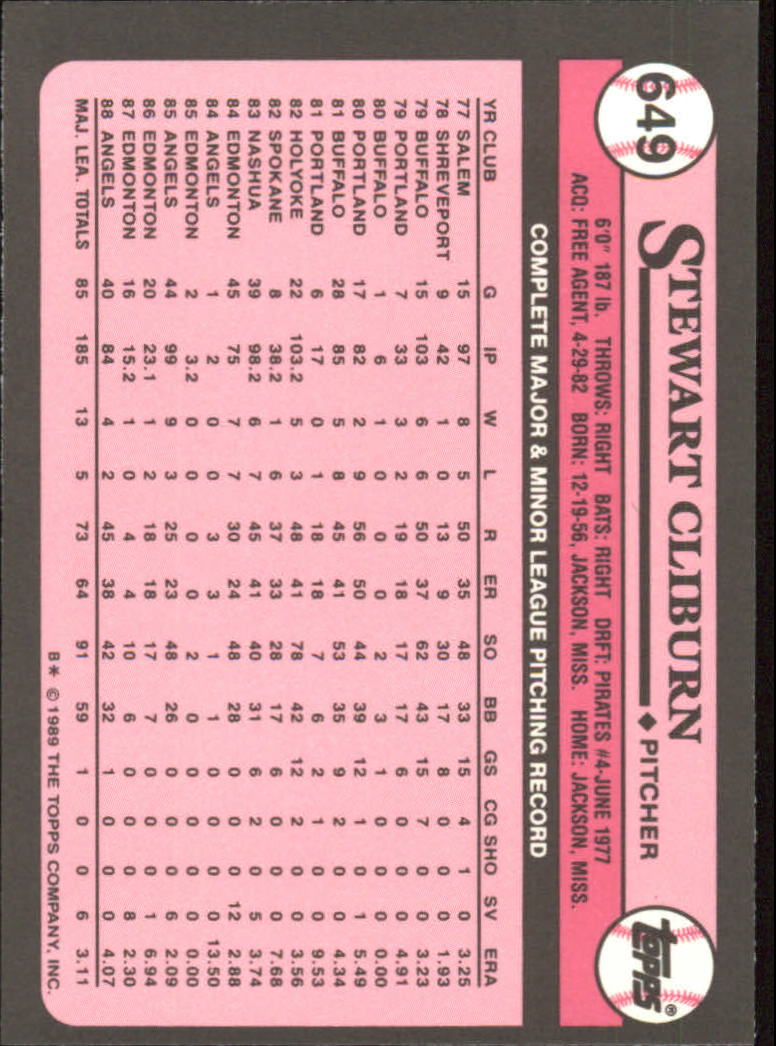 649
STEWART CLIBURN ◆ PITCHER
topps®
6'0" 187 lb. THROWS: RIGHT BATS: RIGHT DRFT: PIRATES #4-JUNE 1977
ACQ: FREE AGENT, 4-29-82 BORN: 12-19-56, JACKSON, MISS. HOME: JACKSON, MISS.
COMPLETE MAJOR & MINOR LEAGUE PITCHING RECORD
YR CLUB G IP W L R ER SO BB GS CG SHO SV ERA
77 SALEM 15 97 8 5 50 35 48 33 15 4 1 0 3.25
78 SHREVEPORT 9 42 1 0 13 9 30 17 8 0 0 0 1.93
79 BUFFALO 15 103 6 6 50 37 62 43 15 7 0 0 3.23
79 PORTLAND 7 33 3 2 19 18 17 17 6 0 0 0 4.91
80 BUFFALO 1 6 1 0 0 0 2 3 1 0 0 0 0.00
80 PORTLAND 17 82 2 9 56 50 44 39 12 1 0 1 5.49
81 BUFFALO 28 85 5 8 45 41 53 35 9 2 0 0 4.34
81 PORTLAND 6 17 0 1 18 18 7 6 2 1 0 0 9.53
82 HOLYOKE 22 103.2 5 3 48 41 78 42 12 2 0 0 3.56
82 SPOKANE 8 38.2 1 6 37 33 28 17 6 0 0 0 7.68
83 NASHUA 39 98.2 6 7 45 41 40 31 6 2 0 5 3.74
84 EDMONTON 45 75 7 7 30 24 48 28 0 0 0 12 2.88
84 ANGELS 1 2 0 0 3 3 1 1 0 0 0 0 13.50
85 EDMONTON 2 3.2 0 0 0 0 2 0 0 0 0 0 0.00
85 ANGELS 44 99 9 3 25 23 48 26 0 0 0 6 2.09
86 EDMONTON 20 23.1 1 2 18 18 17 7 0 0 0 1 6.94
87 EDMONTON 16 15.2 1 0 4 4 10 6 0 0 0 8 2.30
88 ANGELS 40 84 4 2 45 38 42 32 1 0 0 0 4.07
MAJ. LEA. TOTALS 85 185 13 5 73 64 91 59 1 0 0 6 3.11
B* © 1989 THE TOPPS COMPANY, INC.